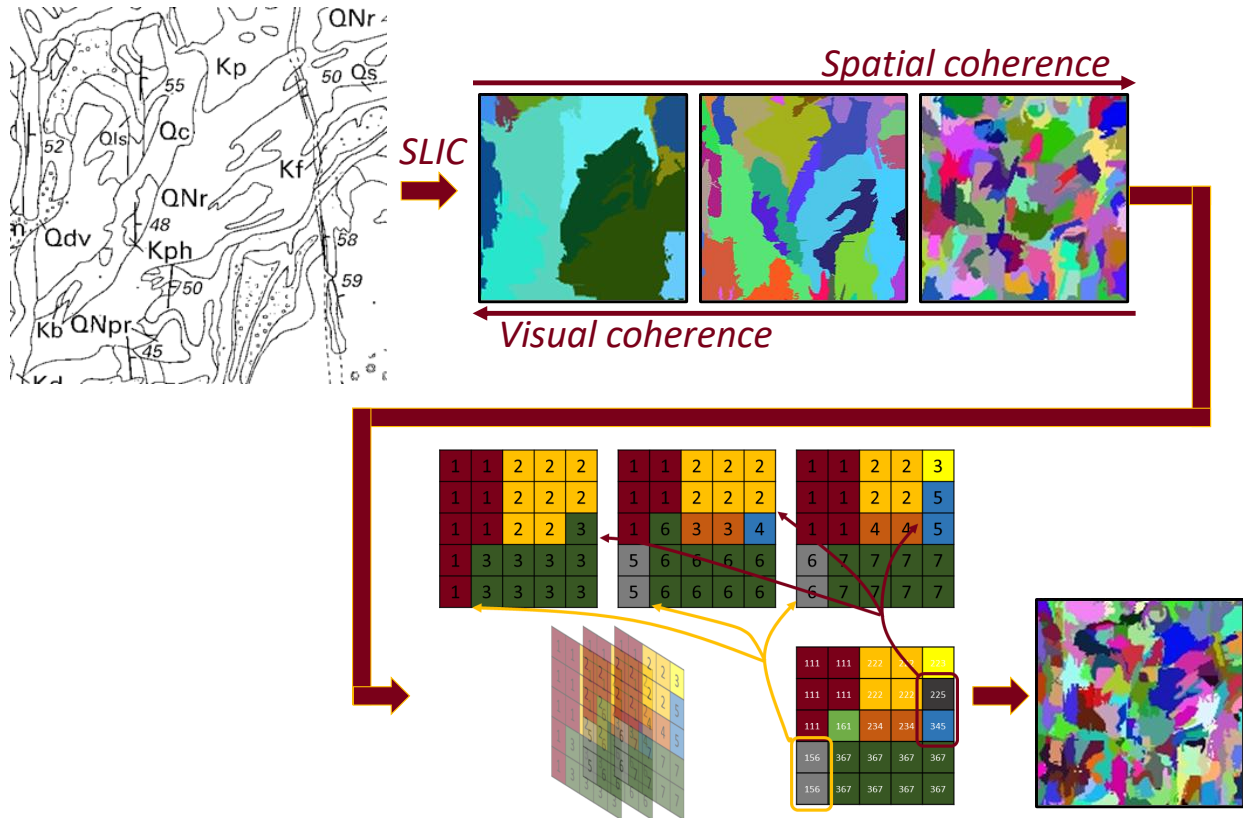 QNr
Kp
50
Qs
55
Qls
Qc
52
Kf
QNr
48
Qdv
Kph
58
50
59
Kb
QNpr
45
Kd
SLIC
Spatial coherence
Visual coherence
1 1 2 2 2
1 1 2 2 2
1 1 2 2 3
1 3 3 3 3
1 3 3 3 3
1 1 2 2 2
1 1 2 2 2
1 6 3 3 4
5 6 6 6 6
5 6 6 6 6
1 1 2 2 3
1 1 2 2 5
1 1 4 4 5
6 7 7 7 7
6 7 7 7 7
111 111 222 222 223
111 111 222 222 225
111 161 234 234 345
156 367 367 367 367
156 367 367 367 367